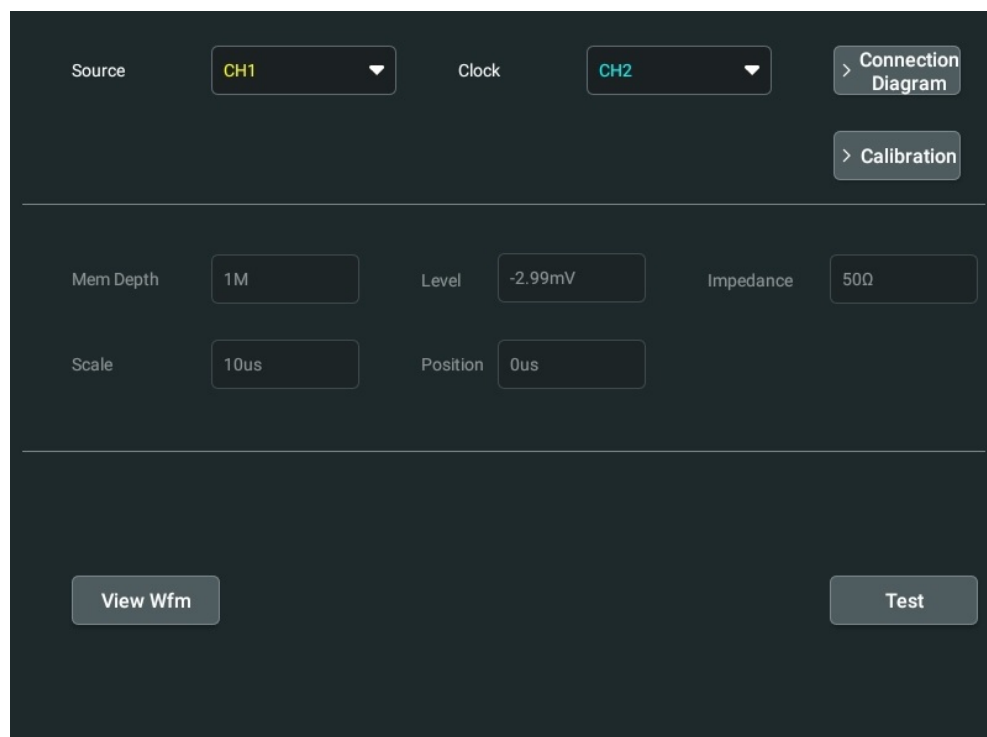 Source CH1 Clock CH2 > Connection
Diagram
> Calibration
Mem Depth 1M Level -2.99mV Impedance 50Ω
Scale 10us Position 0us
View Wfm Test